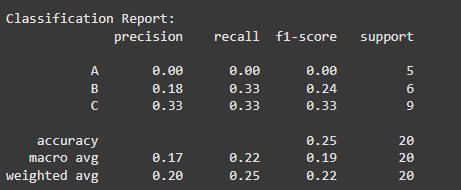 Classification Report:
precision recall f1-score support
A 0.00 0.00 0.00 5
B 0.18 0.33 0.24 6
C 0.33 0.33 0.33 9
accuracy 0.25 20
macro avg 0.17 0.22 0.19 20
weighted avg 0.20 0.25 0.22 20